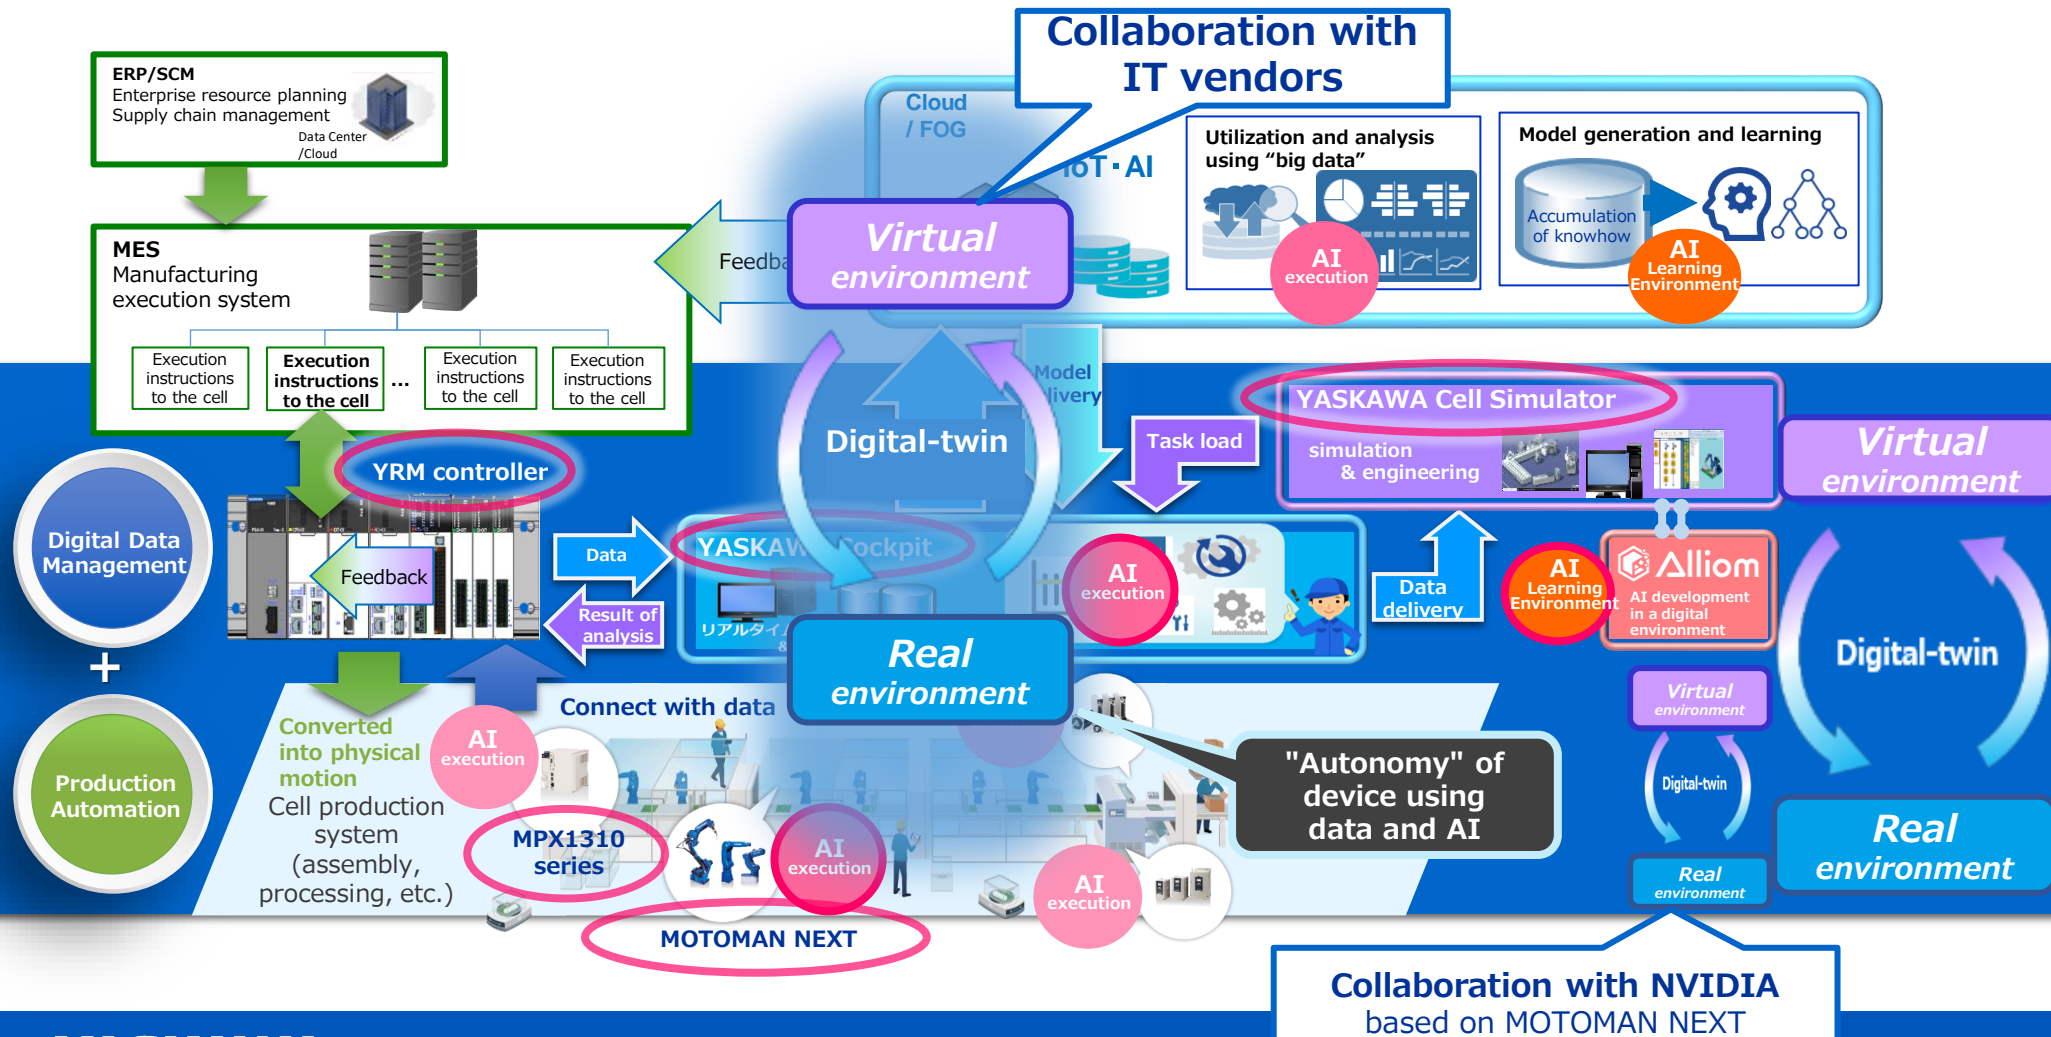 Collaboration with
IT vendors
ERP/SCM
Enterprise resource planning
Supply chain management
Data Center
/Cloud
Cloud
/ FOG
IoT・AI
Utilization and analysis
using “big data”
AI
execution
Model generation and learning
Accumulation
of knowhow
AI
Learning
Environment
MES
Manufacturing
execution system
Execution
instructions
to the cell
Execution
instructions
to the cell
...
Execution
instructions
to the cell
Execution
instructions
to the cell
Virtual
environment
Model
Digital-twin
Task load
YASKAWA Cell Simulator
simulation
& engineering
Virtual
environment
YRM controller
Digital Data
Management
Feedback
Data
Result of
analysis
YASKAWA Cockpit
リアルタイム
&
AI
execution
Data
delivery
AI
Learning
Environment
Alliom
AI development
in a digital
environment
Digital-twin
Real
environment
+
Production
Automation
Converted
into physical
motion
Cell production
system
(assembly,
processing, etc.)
Connect with data
AI
execution
MPX1310
series
AI
execution
MOTOMAN NEXT
AI
execution
"Autonomy" of
device using
data and AI
Virtual
environment
Digital-twin
Real
environment
Real
environment
Collaboration with NVIDIA
based on MOTOMAN NEXT